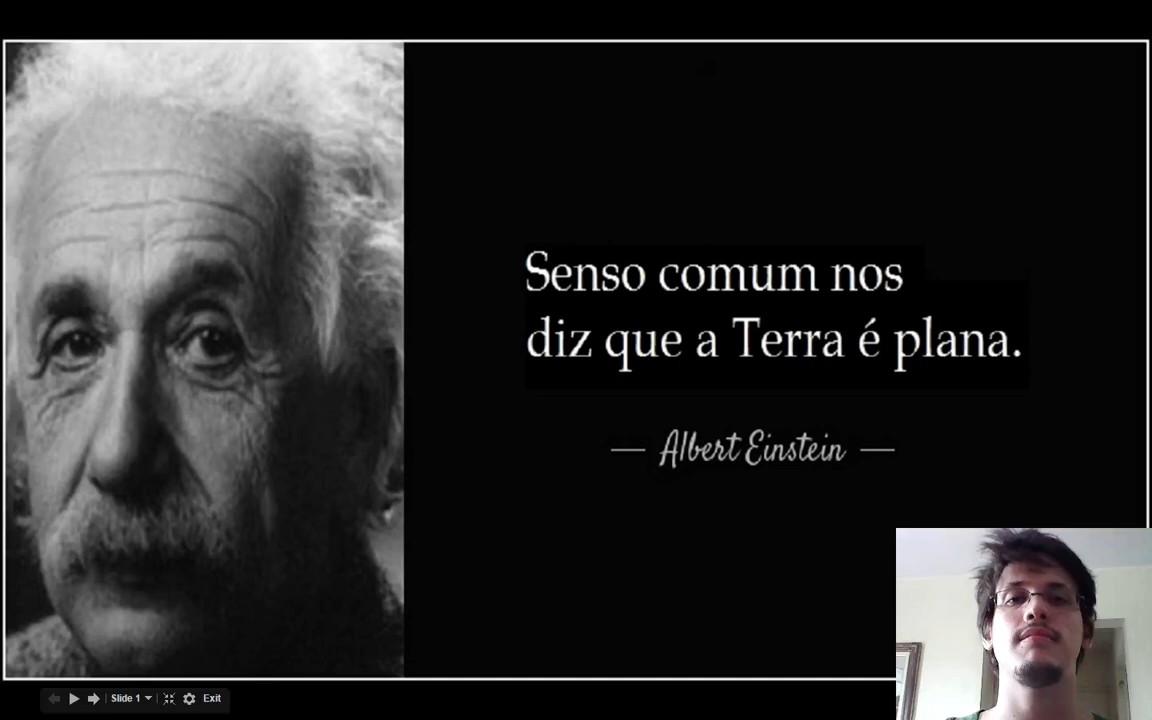 Senso comum nos
diz que a Terra é plana.
— Albert Einstein —
Slide 1
Exit